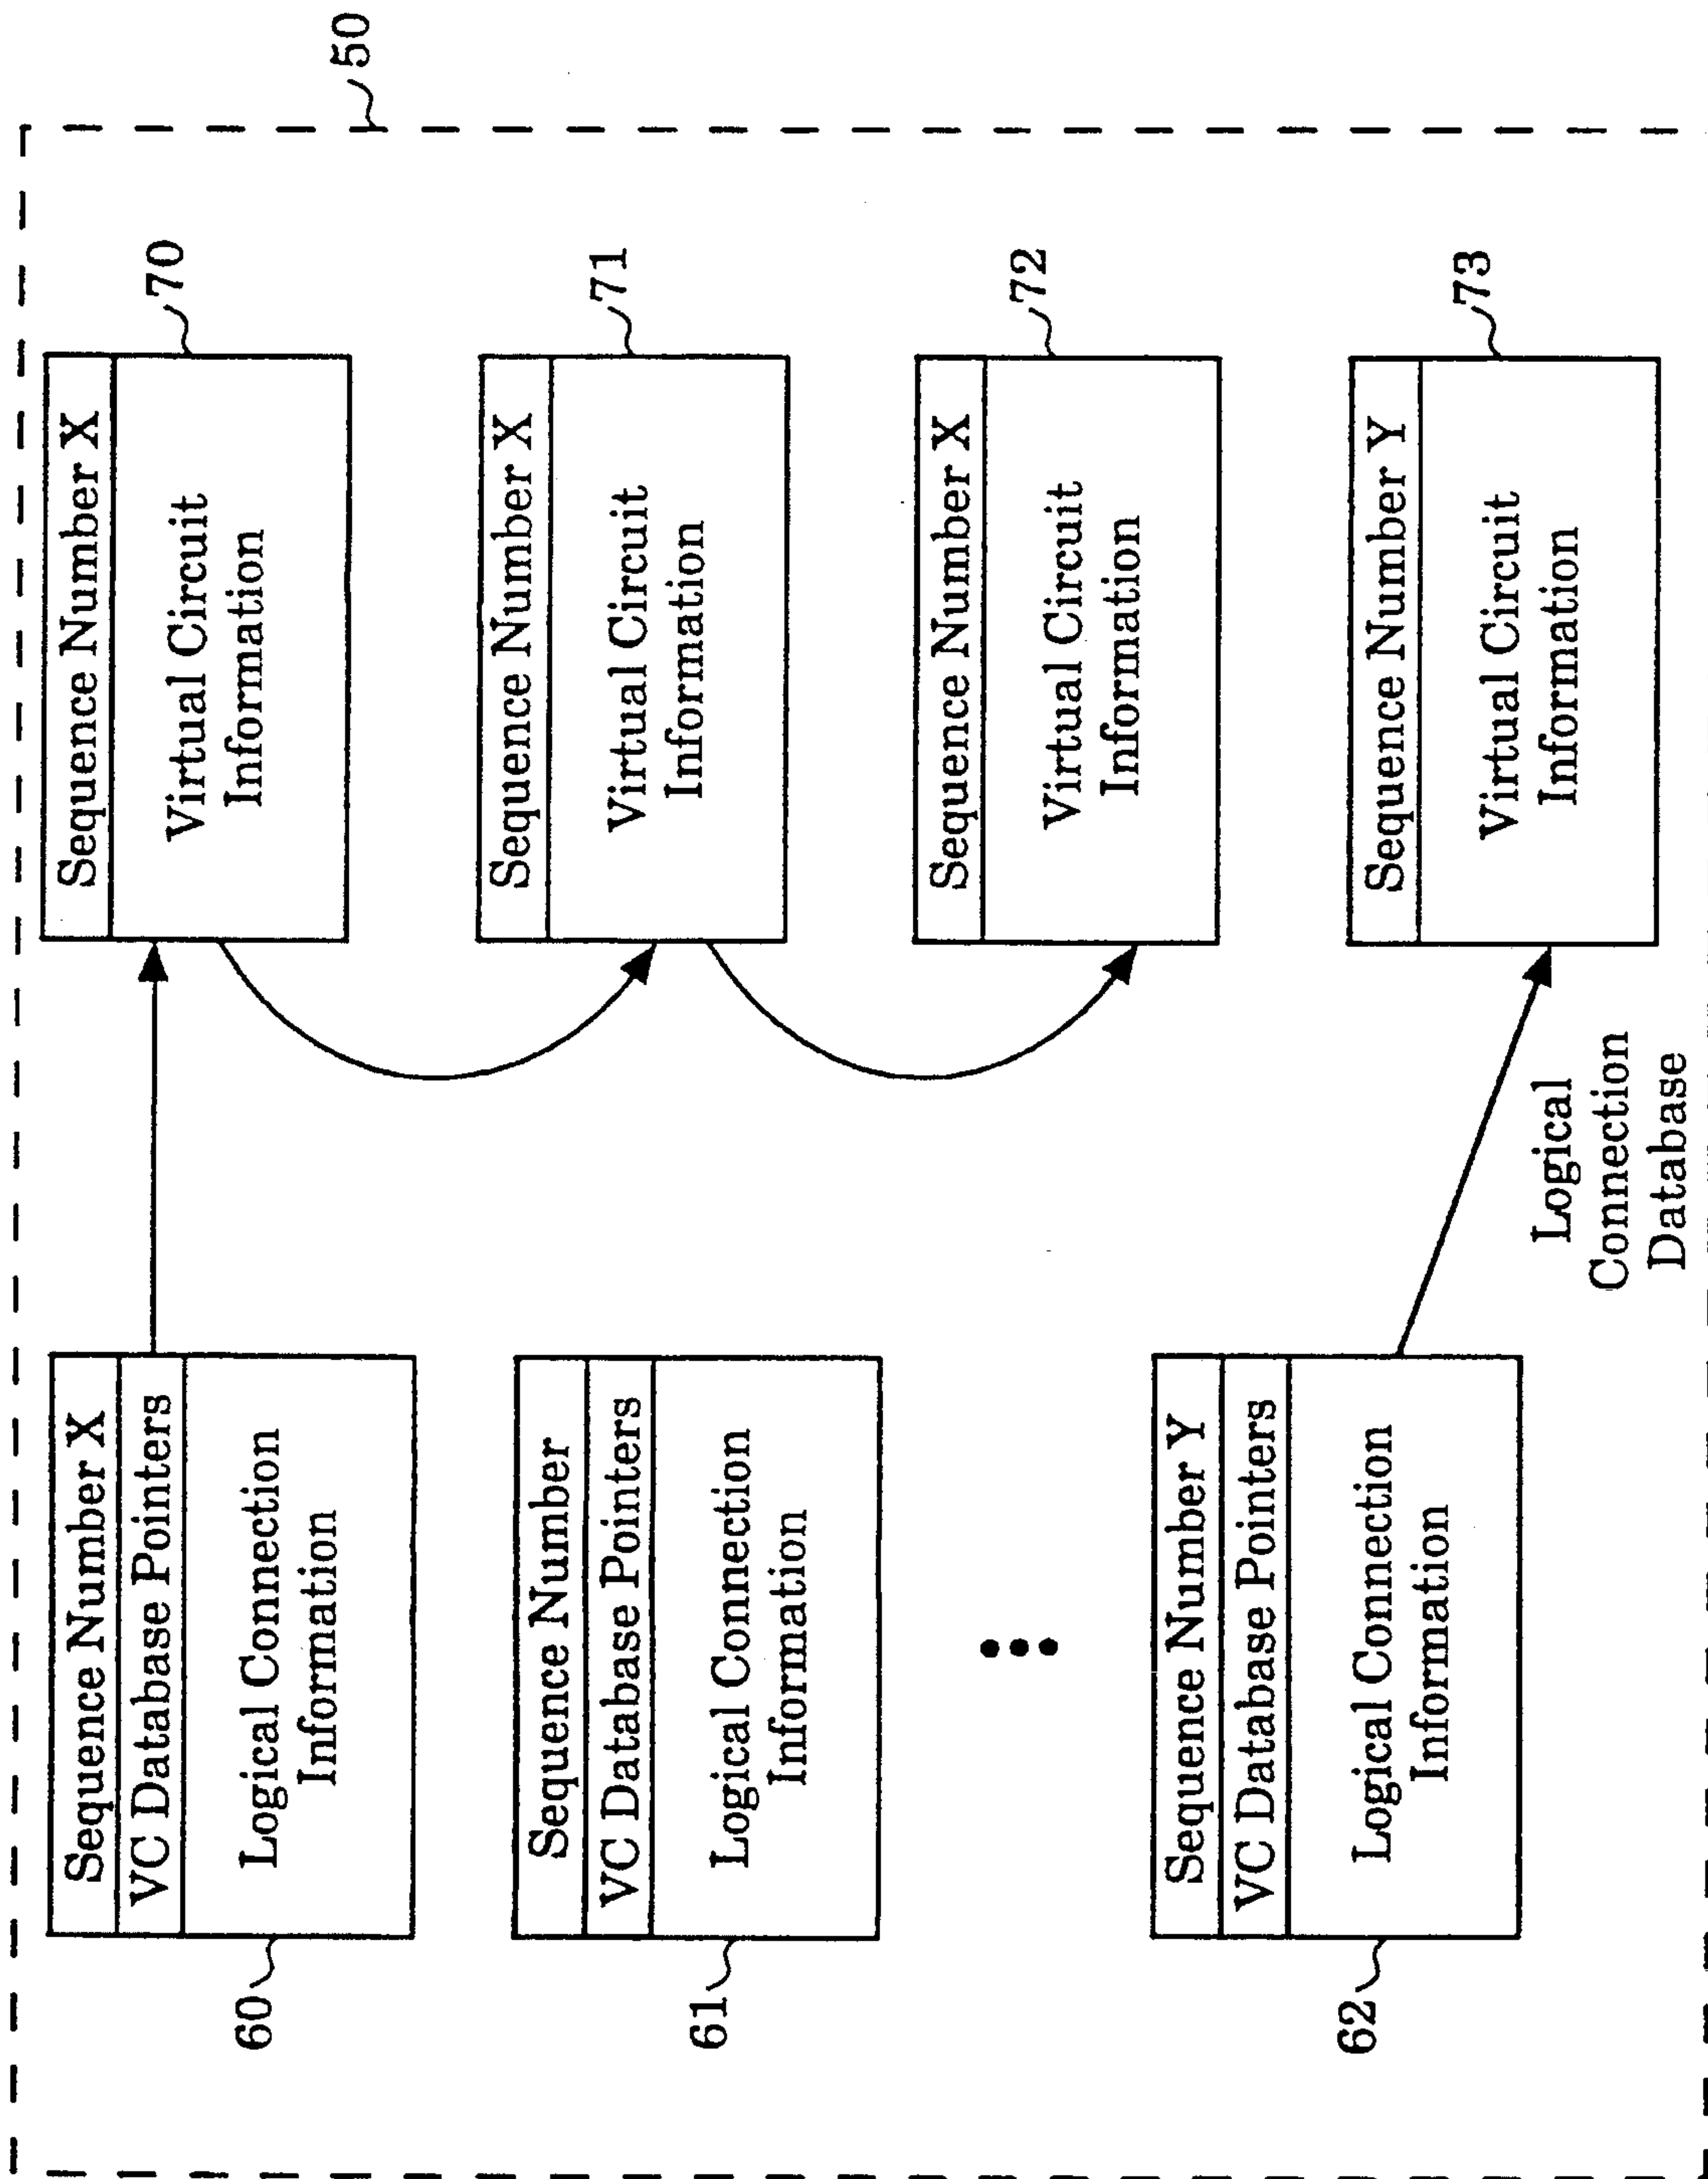 50
Sequence Number X
VC Database Pointers
Logical Connection
Information
60
Sequence Number X
Virtual Circuit
Information
70
Sequence Number
VC Database Pointers
Logical Connection
Information
61
Sequence Number X
Virtual Circuit
Information
71
Sequence Number X
Virtual Circuit
Information
72
Sequence Number Y
VC Database Pointers
Logical Connection
Information
62
Sequence Number Y
Virtual Circuit
Information
73
Logical
Connection
Database